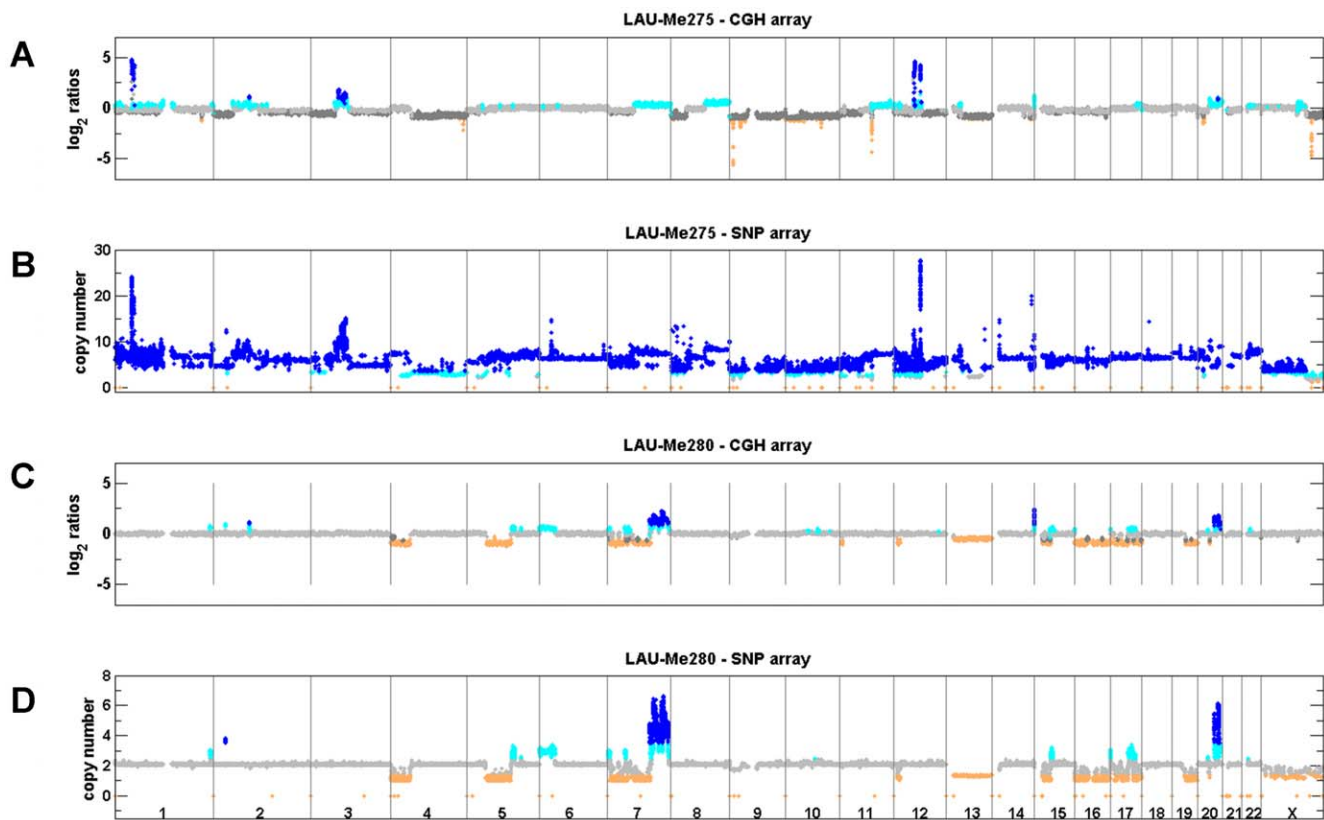 LAU-Me275 - CGH array
A
log2 ratios
5
0
-5
LAU-Me275 - SNP array
B
copy number
30
20
10
0
LAU-Me280 - CGH array
C
log2 ratios
5
0
-5
LAU-Me280 - SNP array
D
copy number
8
6
4
2
0
1 2 3 4 5 6 7 8 9 10 11 12 13 14 15 16 17 18 19 20 21 22 X